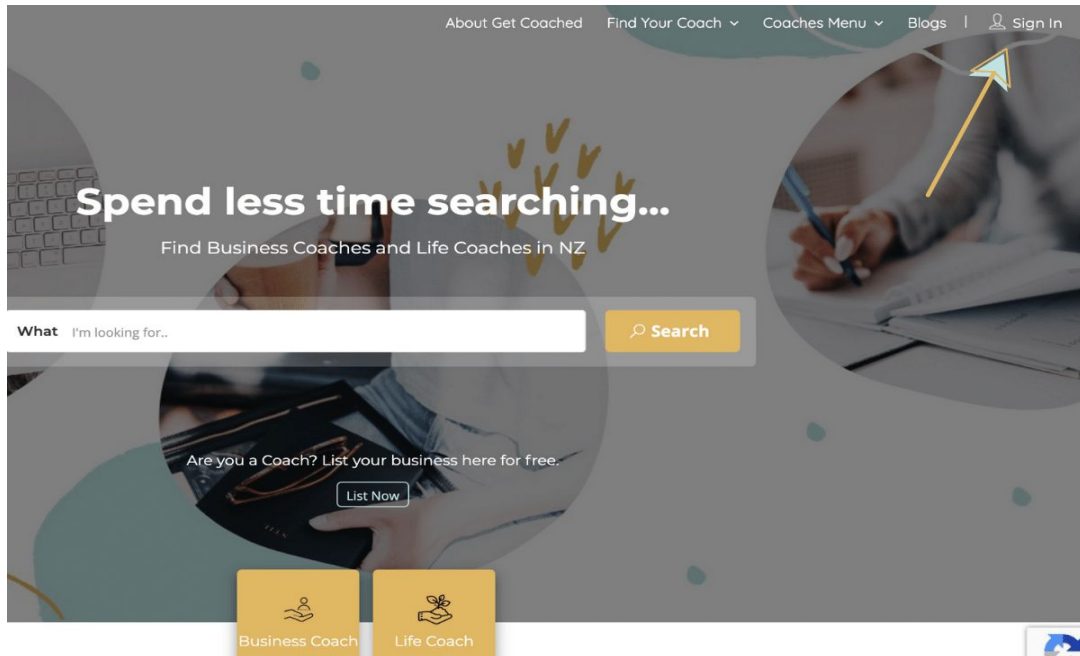 About Get Coached Find Your Coach Coaches Menu Blogs | Sign In
Spend less time searching...
Find Business Coaches and Life Coaches in NZ
What I'm looking for.. Search
Are you a Coach? List your business here for free.
List Now
Business Coach Life Coach